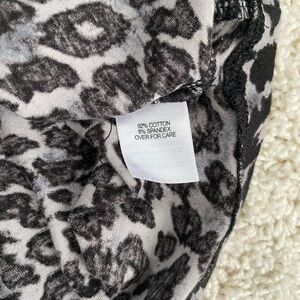 92% COTTON
8% SPANDEX
OVER FOR CARE